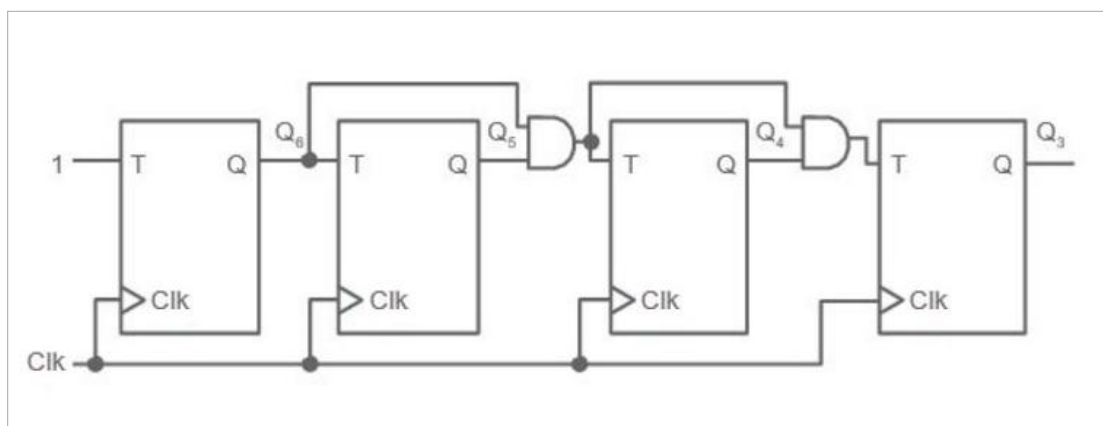 Q₆ Q₅ Q₄ Q₃
1 T Q T Q T Q T Q
Clk Clk Clk Clk
Clk